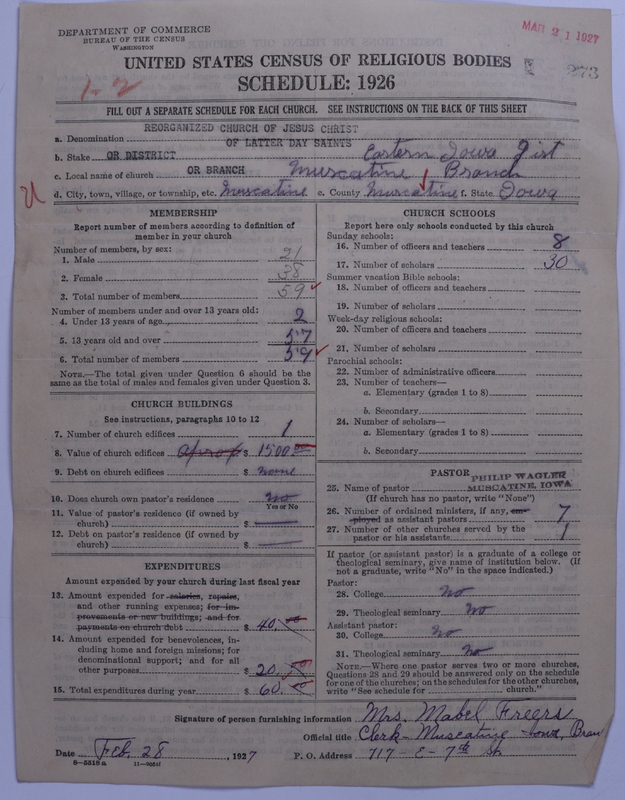 DEPARTMENT OF COMMERCE
BUREAU OF THE CENSUS
WASHINGTON
MAR 21 1927
UNITED STATES CENSUS OF RELIGIOUS BODIES
SCHEDULE: 1926
1-2
273
FILL OUT A SEPARATE SCHEDULE FOR EACH CHURCH. SEE INSTRUCTIONS ON THE BACK OF THIS SHEET
REORGANIZED CHURCH OF JESUS CHRIST
a. Denomination OF LATTER DAY SAINTS
b. Stake OR DISTRICT Eastern Iowa Dist
c. Local name of church OR BRANCH Muscatine Branch
d. City, town, village, or township, etc. Muscatine e. County Muscatine f. State Iowa
MEMBERSHIP
Report number of members according to definition of
member in your church
Number of members, by sex:
1. Male 21
2. Female 38
3. Total number of members 59
Number of members under and over 13 years old:
4. Under 13 years of age 2
5. 13 years old and over 57
6. Total number of members 59
NOTE.—The total given under Question 6 should be the
same as the total of males and females given under Question 3.
CHURCH BUILDINGS
See instructions, paragraphs 10 to 12
7. Number of church edifices 1
8. Value of church edifices aprox $ 1500
9. Debt on church edifices $ none
10. Does church own pastor's residence no
Yes or No
11. Value of pastor's residence (if owned by
church) $
12. Debt on pastor's residence (if owned by
church) $
EXPENDITURES
Amount expended by your church during last fiscal year
13. Amount expended for salaries, repairs,
and other running expenses; for im-
provements or new buildings; and for
payments on church debt $ 40.00
14. Amount expended for benevolences, in-
cluding home and foreign missions; for
denominational support; and for all
other purposes $ 20.00
15. Total expenditures during year $ 60.00
CHURCH SCHOOLS
Report here only schools conducted by this church
Sunday schools:
16. Number of officers and teachers 8
17. Number of scholars 30
Summer vacation Bible schools:
18. Number of officers and teachers
19. Number of scholars
Week-day religious schools:
20. Number of officers and teachers
21. Number of scholars
Parochial schools:
22. Number of administrative officers
23. Number of teachers—
a. Elementary (grades 1 to 8)
b. Secondary
24. Number of scholars—
a. Elementary (grades 1 to 8)
b. Secondary
PASTOR
PHILIP WAGLER
25. Name of pastor MUSCATINE, IOWA
(If church has no pastor, write "None")
26. Number of ordained ministers, if any, em-
ployed as assistant pastors 7
27. Number of other churches served by the
pastor or his assistants 1
If pastor (or assistant pastor) is a graduate of a college or
theological seminary, give name of institution below. (If
not a graduate, write "No" in the space indicated.)
Pastor:
28. College No
29. Theological seminary No
Assistant pastor:
30. College No
31. Theological seminary No
NOTE.—Where one pastor serves two or more churches,
Questions 28 and 29 should be answered only on the schedule
for one of the churches; on the schedules for the other churches,
write "See schedule for church."
Signature of person furnishing information Mrs. Mabel Freers
Official title Clerk - Muscatine Iowa, Bran
Date Feb. 28, 1927 P. O. Address 717 - E - 7th St.
8—5518 a